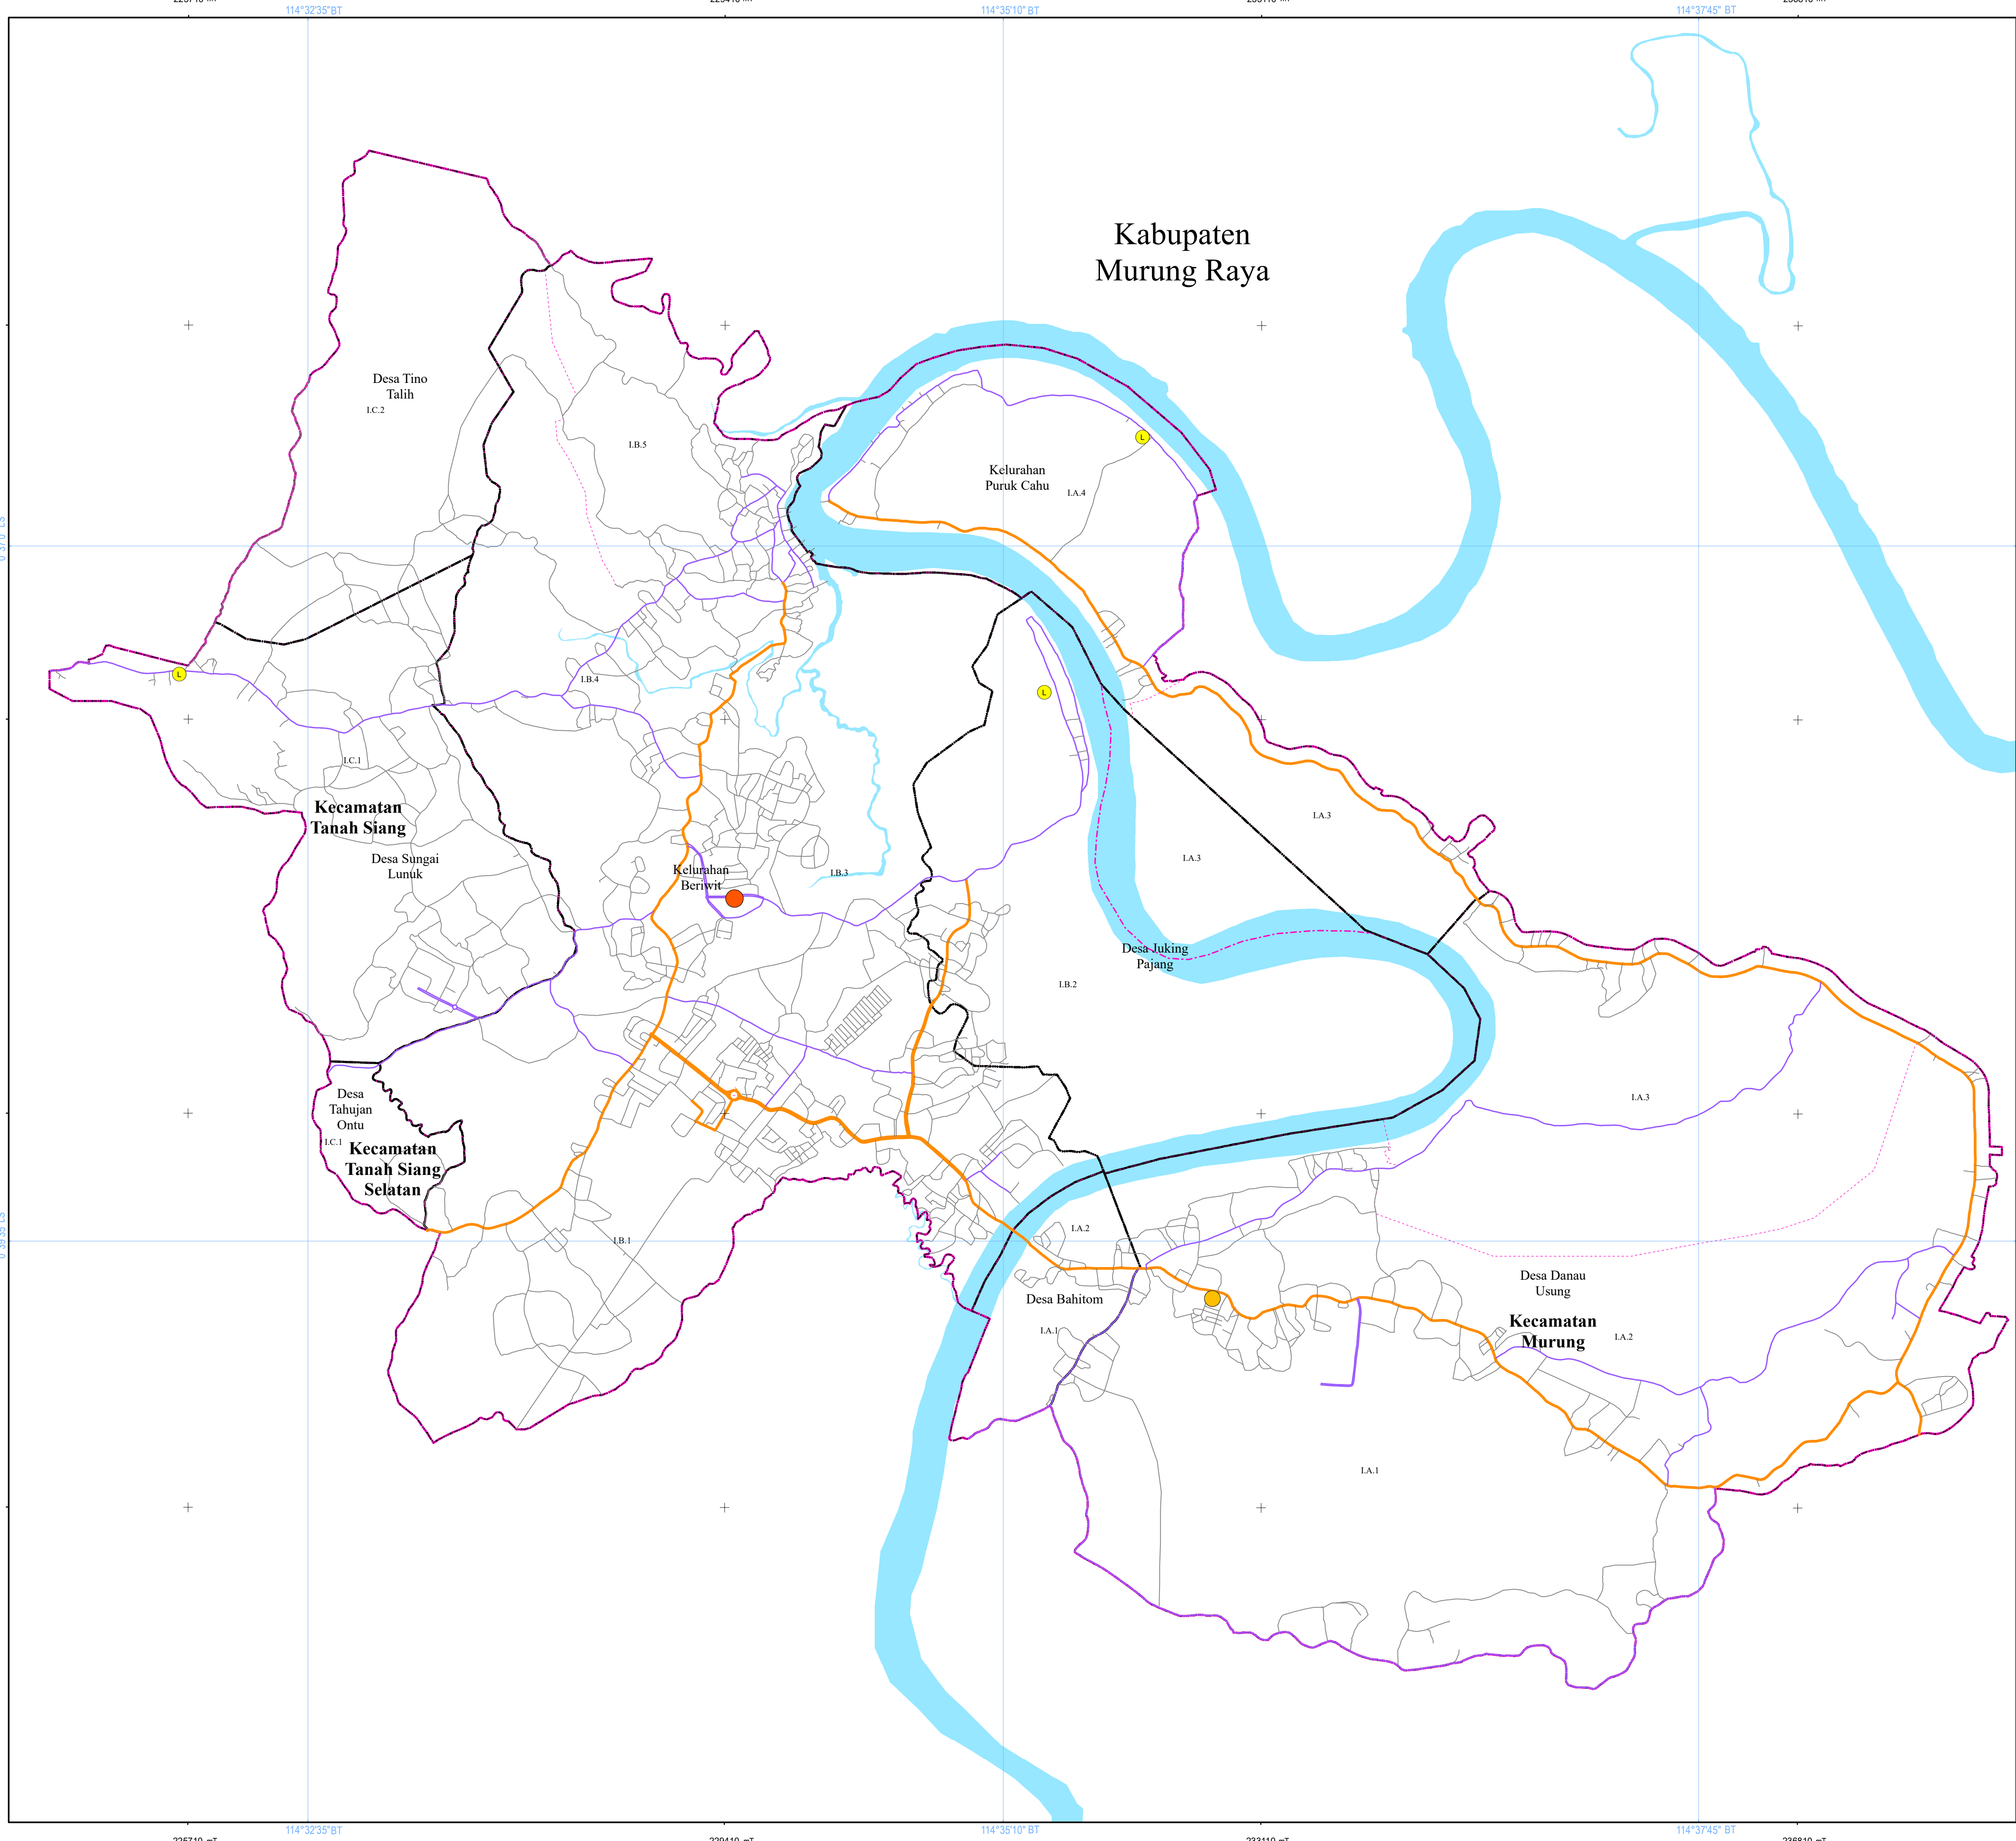 114°32'35" BT
114°35'10" BT
114°37'45" BT
Kabupaten
Murung Raya
Desa Tino
Talih
I.C.2
I.B.5
L
Kelurahan
Puruk Cahu
I.A.4
L
I.B.4
L
I.C.1
Kecamatan
Tanah Siang
Desa Sungai
Lunuk
Kelurahan
Beriwit
I.B.3
I.A.3
I.A.3
Desa Juking
Pajang
I.B.2
Desa
Tahujan
Ontu
I.C.1
Kecamatan
Tanah Siang
Selatan
I.A.3
I.B.1
I.A.2
Desa Bahitom
I.A.1
Desa Danau
Usung
Kecamatan
Murung
I.A.2
I.A.1
114°32'35" BT
114°35'10" BT
114°37'45" BT